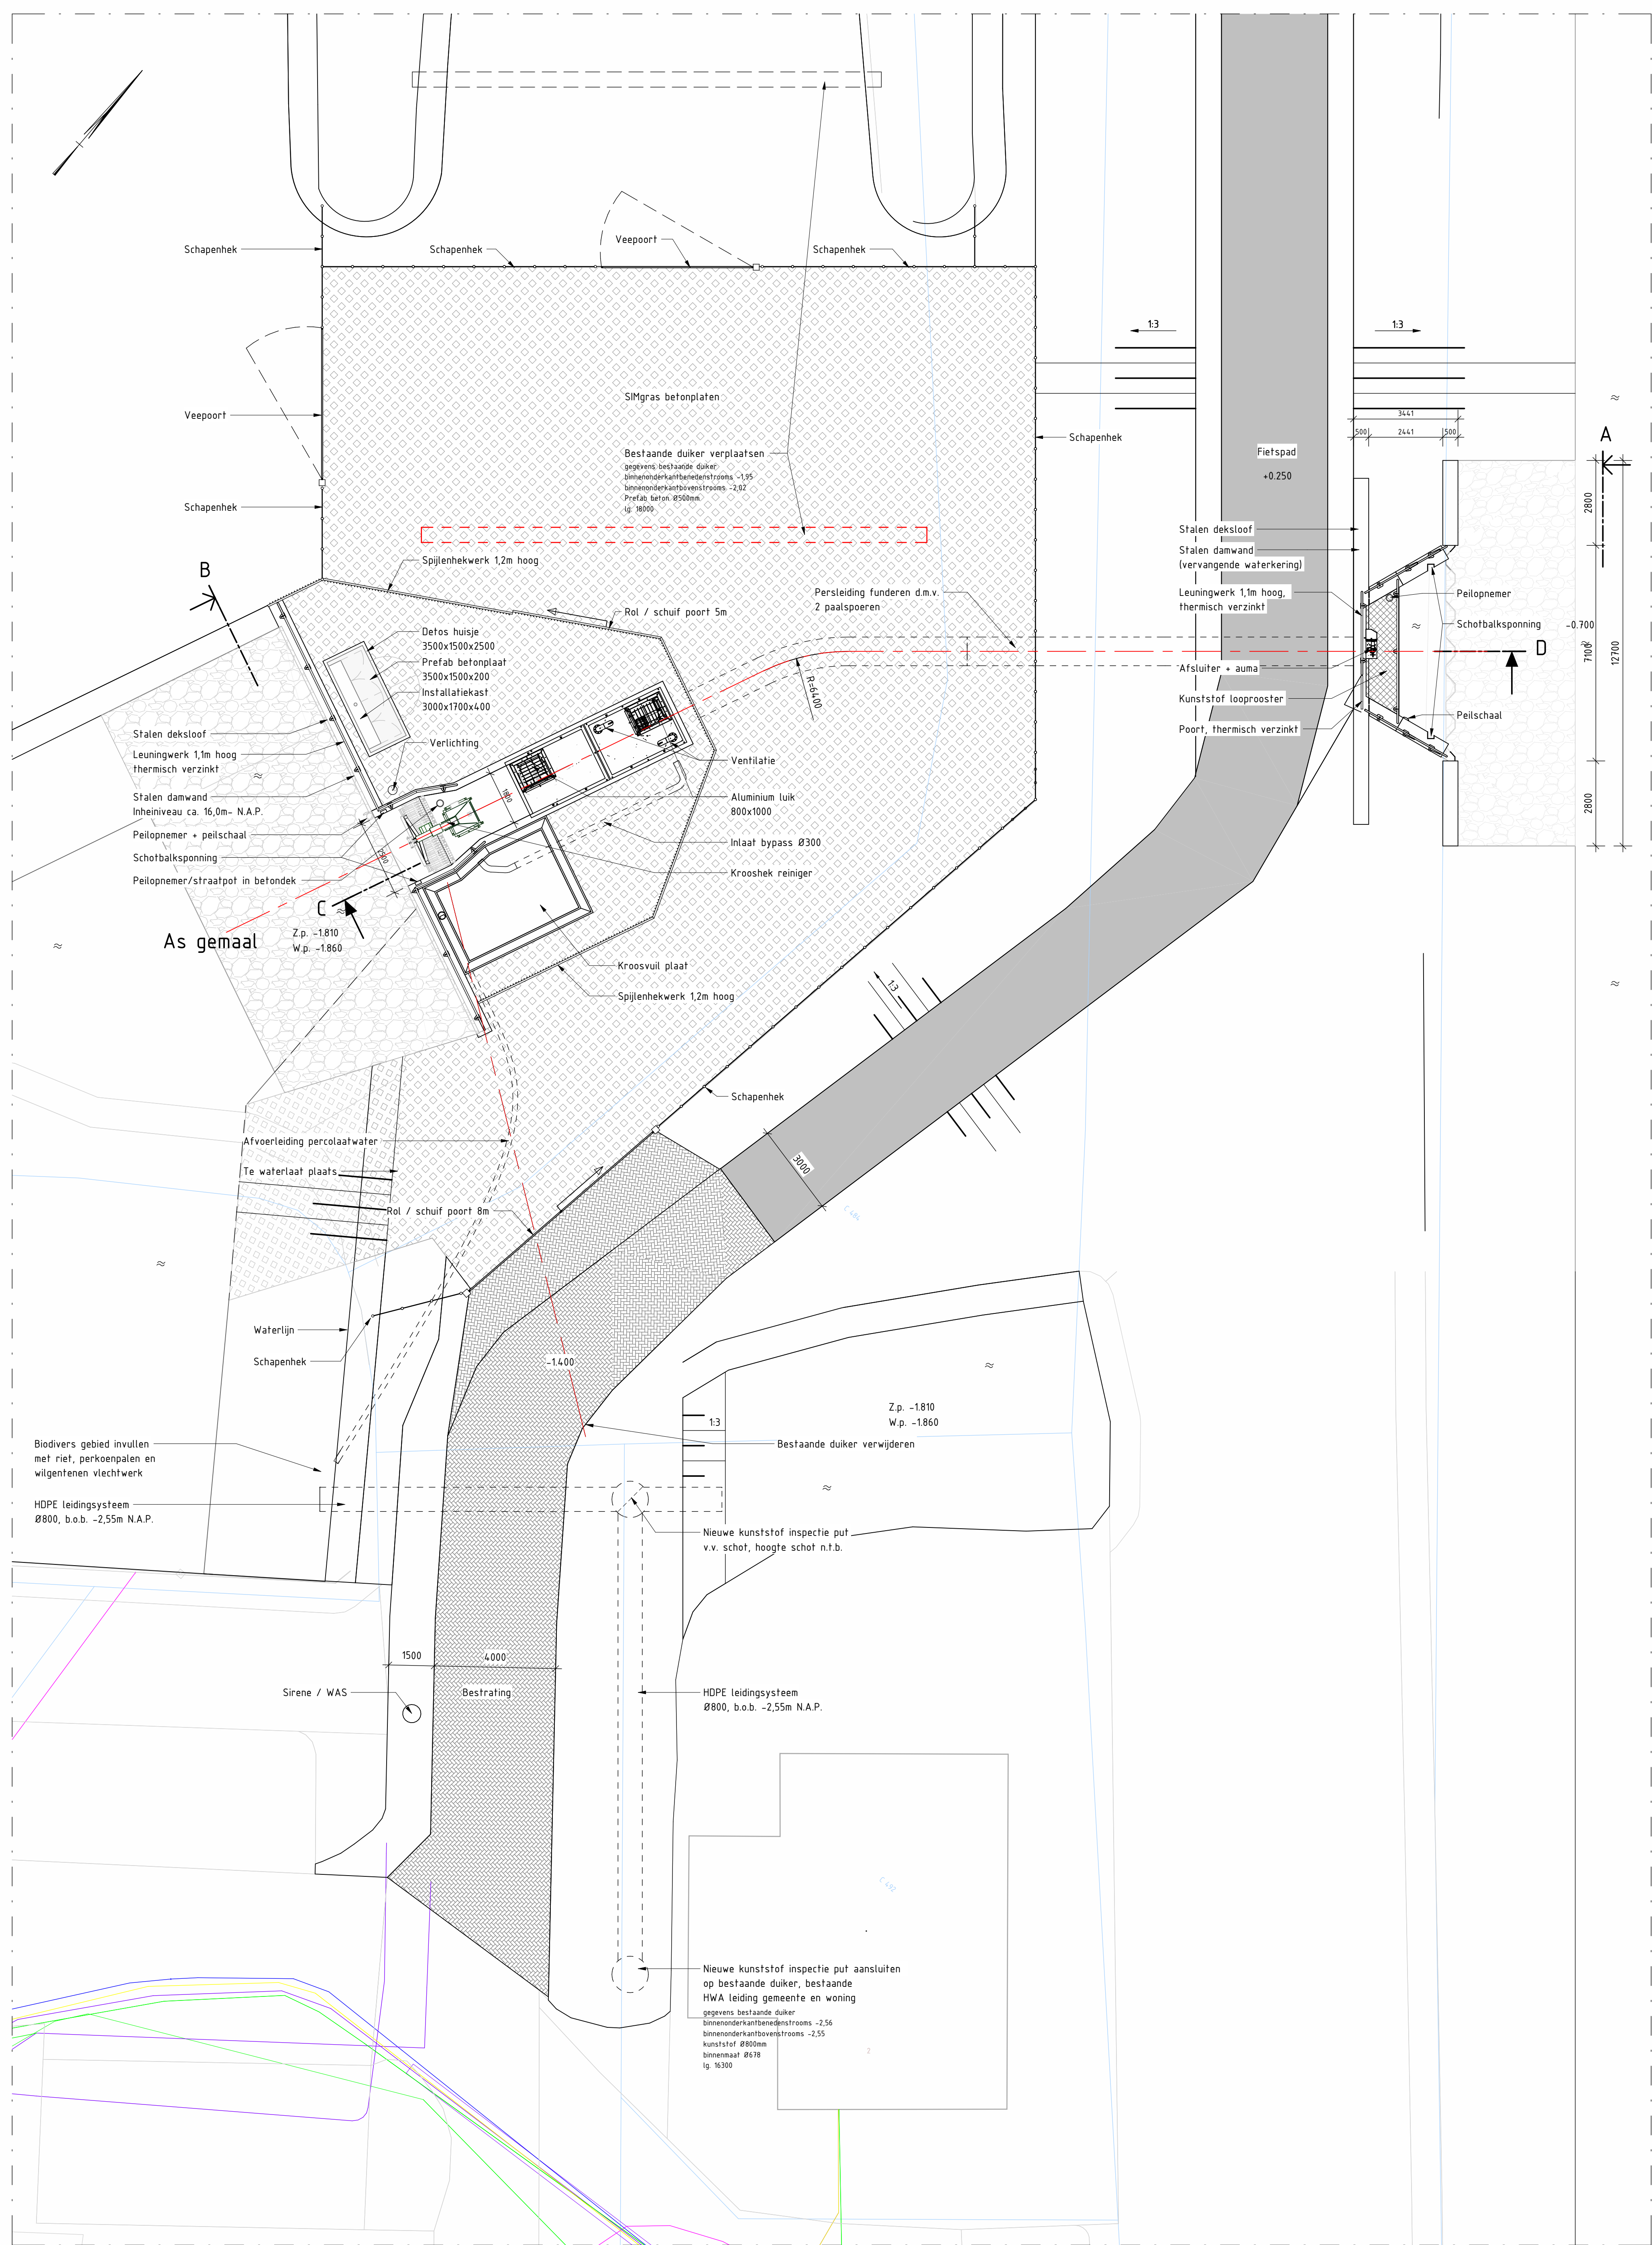 Schapenhek
Schapenhek
Veepoort
Schapenhek
1:3
1:3
Veepoort
SIMgras betonplaten
3441
500
2441
500
A
Schapenhek
Bestaande duiker verplaatsen
gegevens bestaande duiker
binnenonderkantbenedenstrooms -1,95
binnenonderkantbovenstrooms -2,02
Prefab beton Ø500mm
lg. 18000
Fietspad
+0.250
Schapenhek
2800
Stalen deksloof
Stalen damwand
(vervangende waterkering)
Leuningwerk 1,1m hoog,
thermisch verzinkt
Peilopnemer
Schotbalksponning
-0.700
7100
12700
D
Afsluiter + auma
Kunststof looprooster
Poort, thermisch verzinkt
Peilschaal
2800
B
Spijlenhekwerk 1,2m hoog
Rol / schuif poort 5m
Persleiding funderen d.m.v.
2 paalspoeren
R=6400
Detos huisje
3500x1500x2500
Prefab betonplaat
3500x1500x200
Installatiekast
3000x1700x400
Verlichting
Stalen deksloof
Leuningwerk 1,1m hoog
thermisch verzinkt
Stalen damwand
Inheiniveau ca. 16,0m- N.A.P.
Peilopnemer + peilschaal
Schotbalksponning
Peilopnemer/straatpot in betondek
1800
2500
Ventilatie
Aluminium luik
800x1000
Inlaat bypass Ø300
Krooshek reiniger
C
As gemaal
Z.p. -1.810
W.p. -1.860
Kroosvuil plaat
Spijlenhekwerk 1,2m hoog
1:3
Schapenhek
Afvoerleiding percolaatwater
Te waterlaat plaats
Rol / schuif poort 8m
3000
C 484
Waterlijn
Schapenhek
-1.400
Z.p. -1.810
W.p. -1.860
1:3
Bestaande duiker verwijderen
Biodivers gebied invullen
met riet, perkoenpalen en
wilgentenen vlechtwerk
HDPE leidingsysteem
Ø800, b.o.b. -2,55m N.A.P.
Nieuwe kunststof inspectie put
v.v. schot, hoogte schot n.t.b.
1500
4000
Sirene / WAS
Bestrating
HDPE leidingsysteem
Ø800, b.o.b. -2,55m N.A.P.
C 492
Nieuwe kunststof inspectie put aansluiten
op bestaande duiker, bestaande
HWA leiding gemeente en woning
gegevens bestaande duiker
binnenonderkantbenedenstrooms -2,56
binnenonderkantbovenstrooms -2,55
kunststof Ø800mm
binnenmaat Ø678
lg. 16300
2